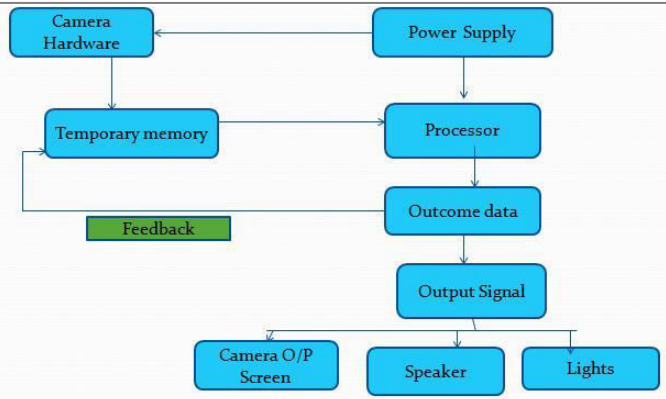 Camera
Hardware
Power Supply
Temporary memory
Processor
Feedback
Outcome data
Output Signal
Camera O/P
Screen
Speaker
Lights